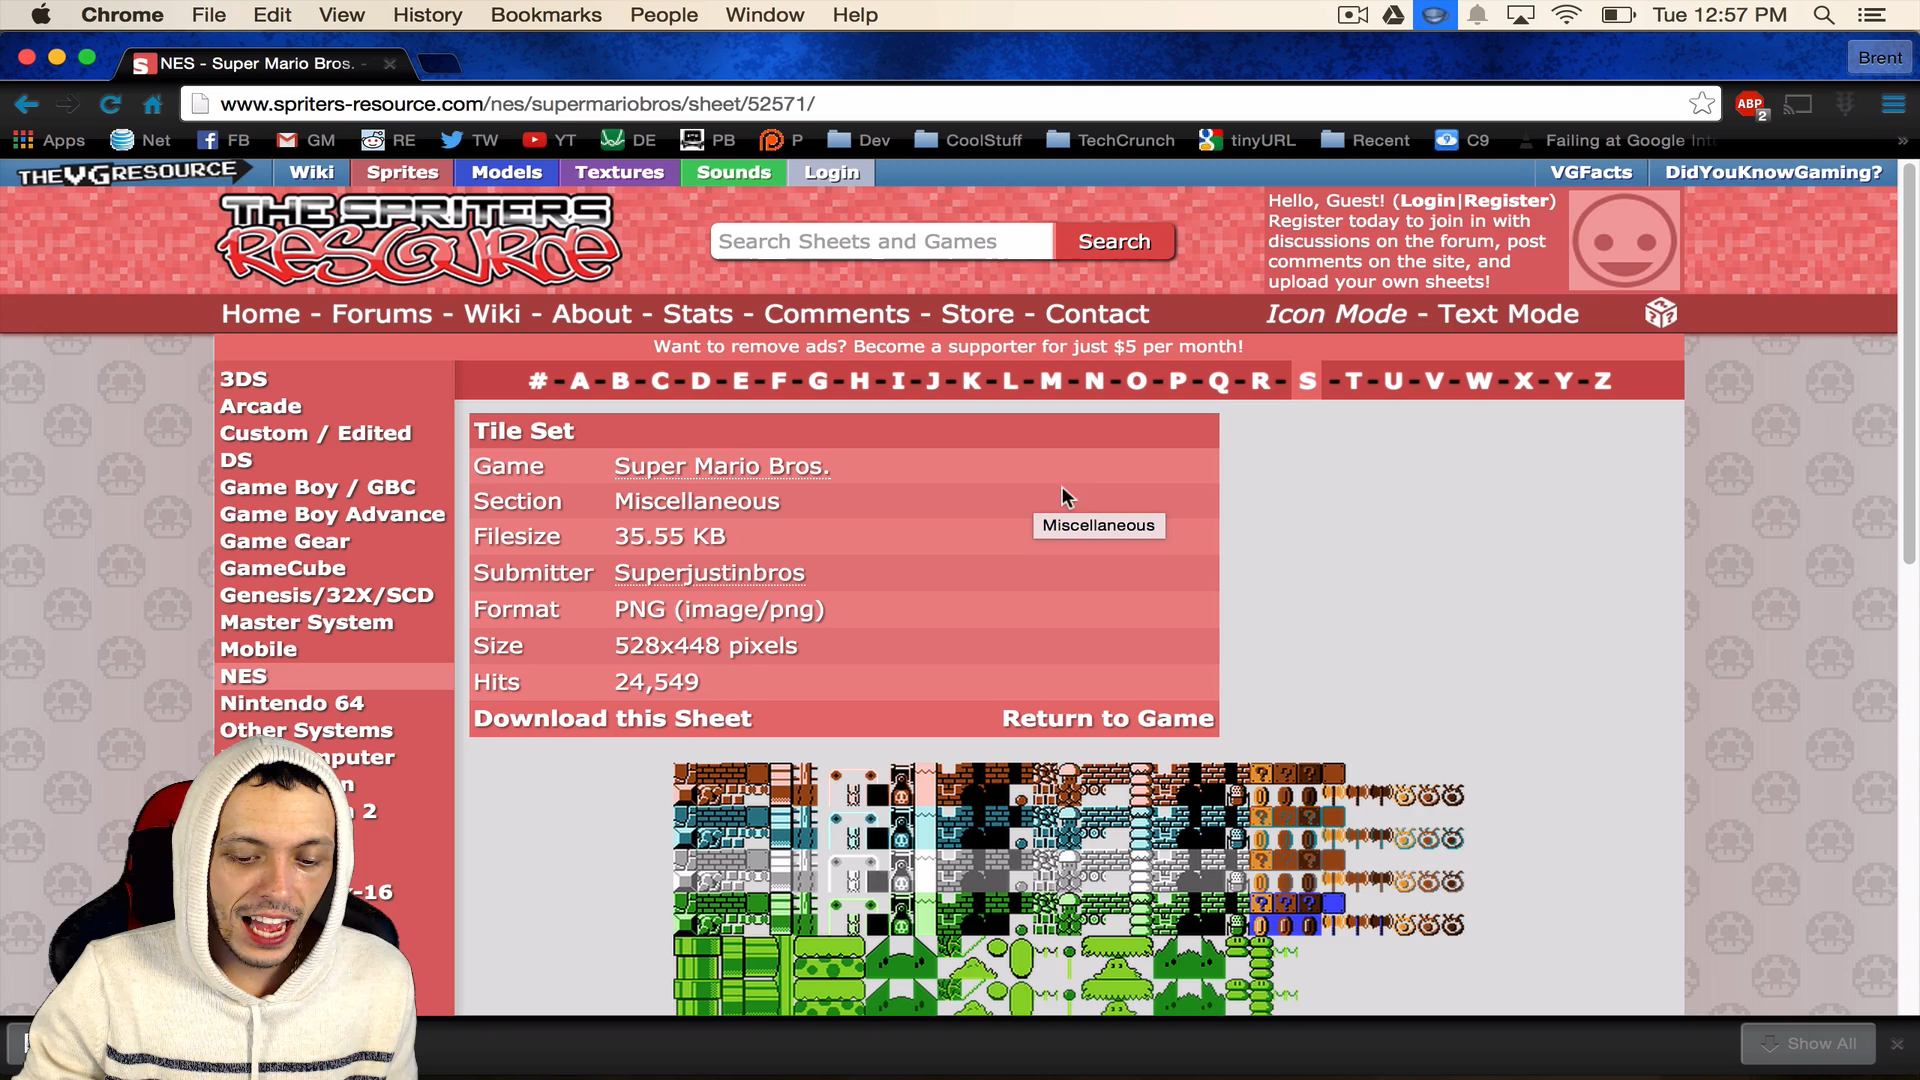 Chrome File Edit View History Bookmarks People Window Help Tue 12:57 PM
NES - Super Mario Bros. - Brent
www.spriters-resource.com/nes/supermariobros/sheet/52571/ ABP 2
Apps Net FB GM RE TW YT DE PB P Dev CoolStuff TechCrunch tinyURL Recent C9 Failing at Google »
THE VG RESOURCE Wiki Sprites Models Textures Sounds Login VGFacts DidYouKnowGaming?
THE SPRITERS RESOURCE
Search Sheets and Games Search
Hello, Guest! (Login|Register)
Register today to join in with
discussions on the forum, post
comments on the site, and
upload your own sheets!
Home - Forums - Wiki - About - Stats - Comments - Store - Contact Icon Mode - Text Mode
Want to remove ads? Become a supporter for just $5 per month!
# - A - B - C - D - E - F - G - H - I - J - K - L - M - N - O - P - Q - R - S - T - U - V - W - X - Y - Z
3DS
Arcade
Custom / Edited
DS
Game Boy / GBC
Game Boy Advance
Game Gear
GameCube
Genesis/32X/SCD
Master System
Mobile
NES
Nintendo 64
Other Systems
Tile Set
Game Super Mario Bros.
Section Miscellaneous
Miscellaneous
Filesize 35.55 KB
Submitter Superjustinbros
Format PNG (image/png)
Size 528x448 pixels
Hits 24,549
Download this Sheet Return to Game
Show All